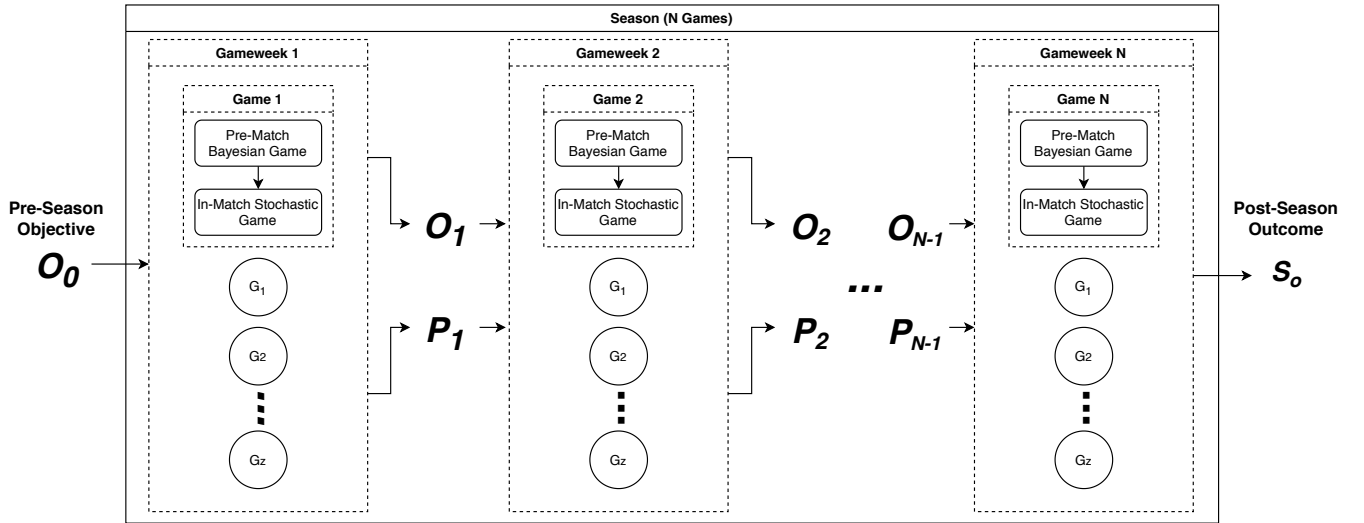 Season (N Games)
Gameweek 1
Game 1
Pre-Match
Bayesian Game
In-Match Stochastic
Game
G1
G2
Gz
Gameweek 2
Game 2
Pre-Match
Bayesian Game
In-Match Stochastic
Game
G1
G2
Gz
Gameweek N
Game N
Pre-Match
Bayesian Game
In-Match Stochastic
Game
G1
G2
Gz
Pre-Season
Objective
O0
O1
P1
O2
P2
...
ON-1
PN-1
Post-Season
Outcome
So